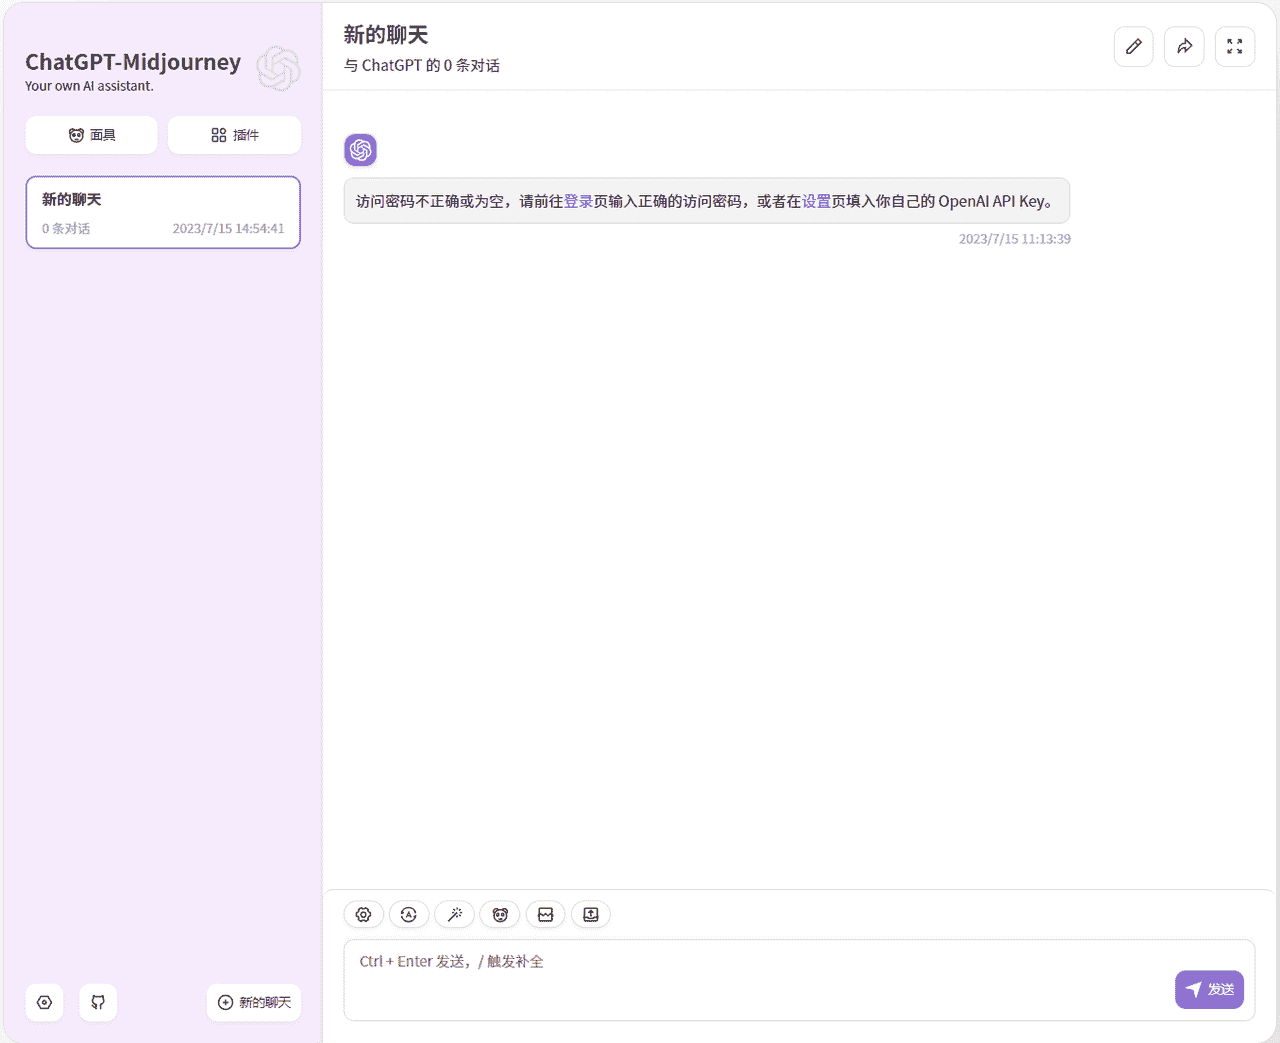 ChatGPT-Midjourney
Your own AI assistant.
面具
插件
新的聊天
0 条对话
2023/7/15 14:54:41
新的聊天
新的聊天
与 ChatGPT 的 0 条对话
访问密码不正确或为空，请前往登录页输入正确的访问密码，或者在设置页填入你自己的 OpenAI API Key。
2023/7/15 11:13:39
Ctrl + Enter 发送，/ 触发补全
发送